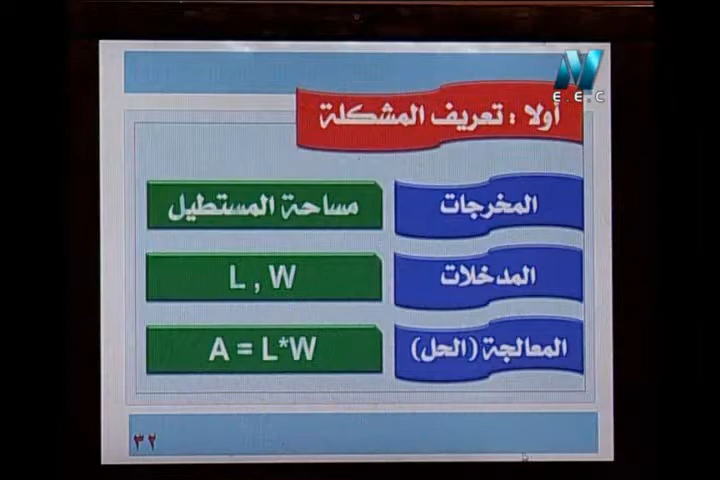 E.E.C
أولا : تعريف المشكلة
المخرجات
مساحة المستطيل
المدخلات
L , W
المعالجة (الحل)
A = L*W
٣٢